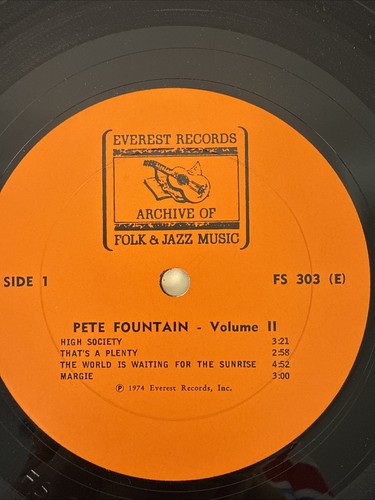 EVEREST RECORDS
ARCHIVE OF
FOLK & JAZZ MUSIC
SIDE 1 FS 303 (E)
PETE FOUNTAIN - Volume II
HIGH SOCIETY 3:21
THAT'S A PLENTY 2:58
THE WORLD IS WAITING FOR THE SUNRISE 4:52
MARGIE 3:00
℗ 1974 Everest Records, Inc.